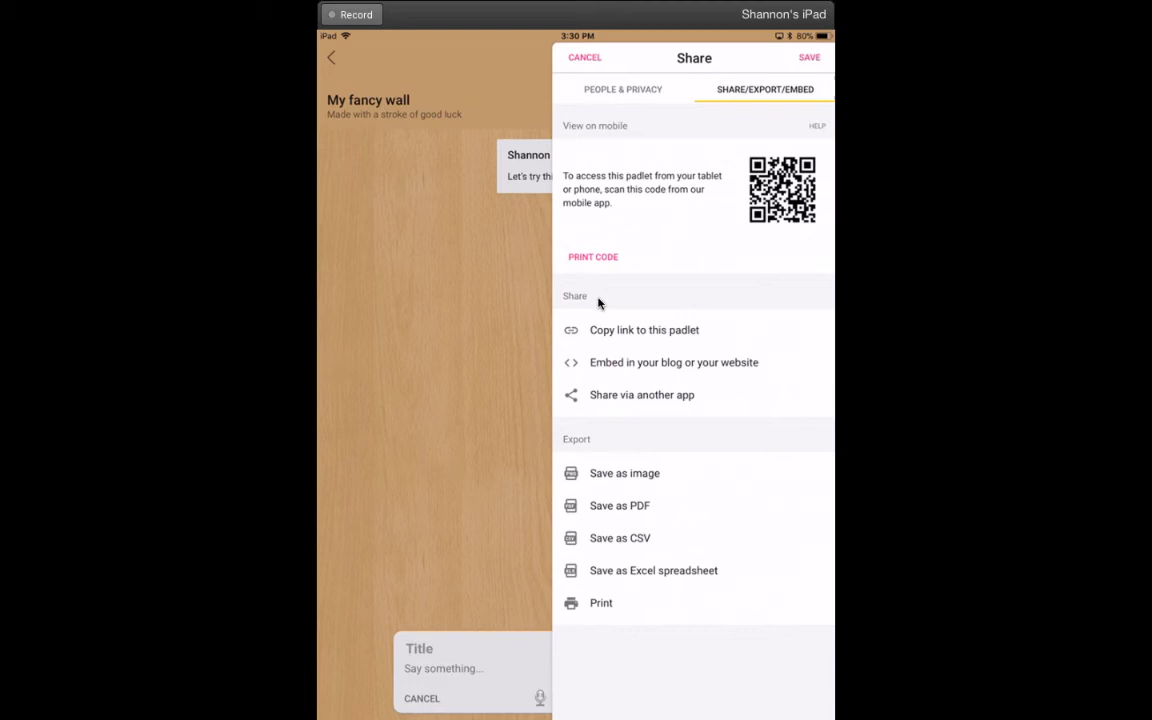 Record
Shannon's iPad
iPad
3:30 PM
80%
CANCEL
Share
SAVE
PEOPLE & PRIVACY
SHARE/EXPORT/EMBED
My fancy wall
Made with a stroke of good luck
View on mobile
HELP
Shannon
Let's try thi
To access this padlet from your tablet
or phone, scan this code from our
mobile app.
PRINT CODE
Share
Copy link to this padlet
Embed in your blog or your website
Share via another app
Export
Save as image
Save as PDF
Save as CSV
Save as Excel spreadsheet
Print
Title
Say something...
CANCEL